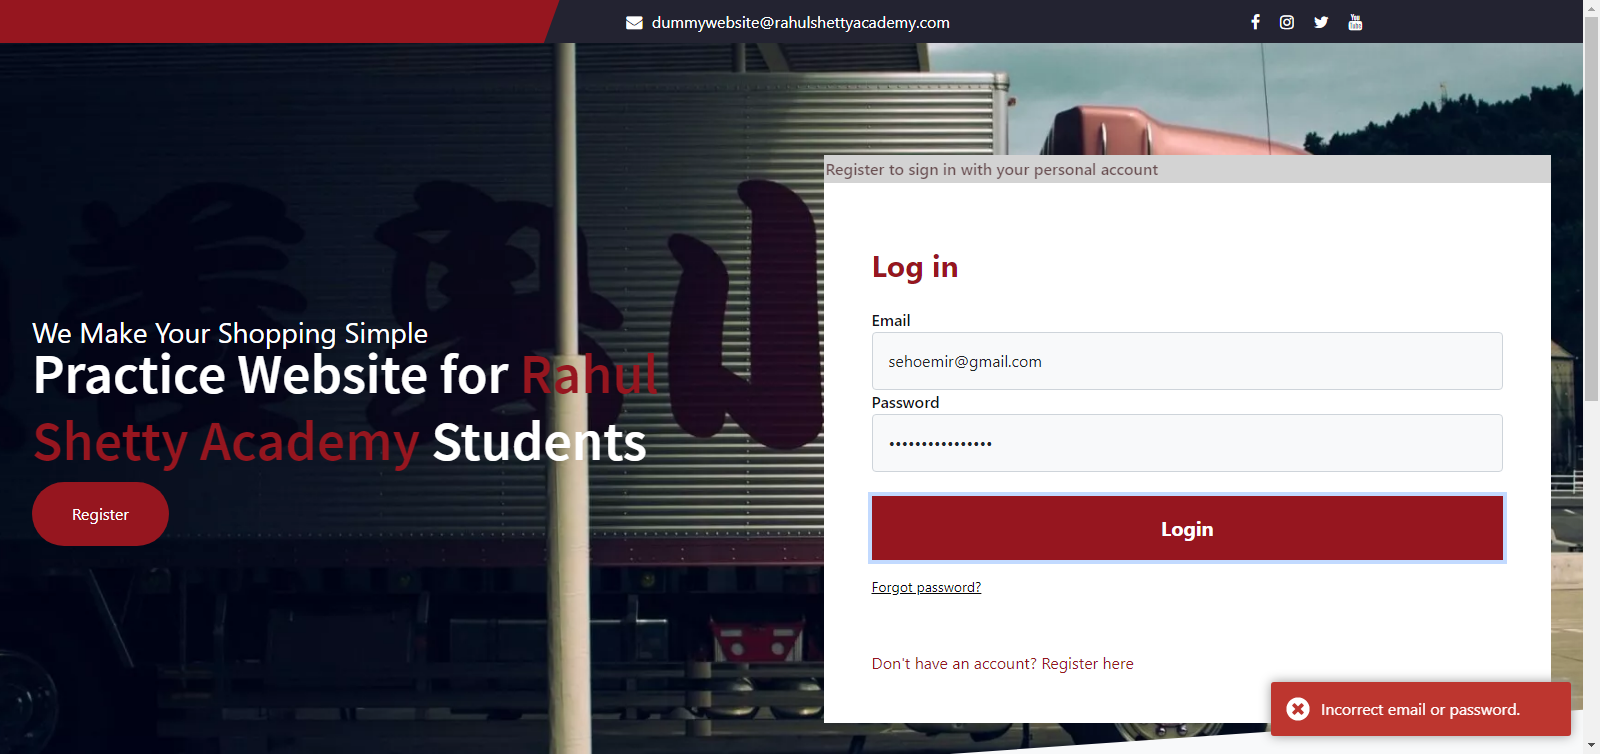 dummywebsite@rahulshettyacademy.com
Register to sign in with your personal account
We Make Your Shopping Simple
Practice Website for Rahul
Shetty Academy Students
Register
Log in
Email
sehoemir@gmail.com
Password
••••••••••••••••
Login
Forgot password?
Don't have an account? Register here
Incorrect email or password.